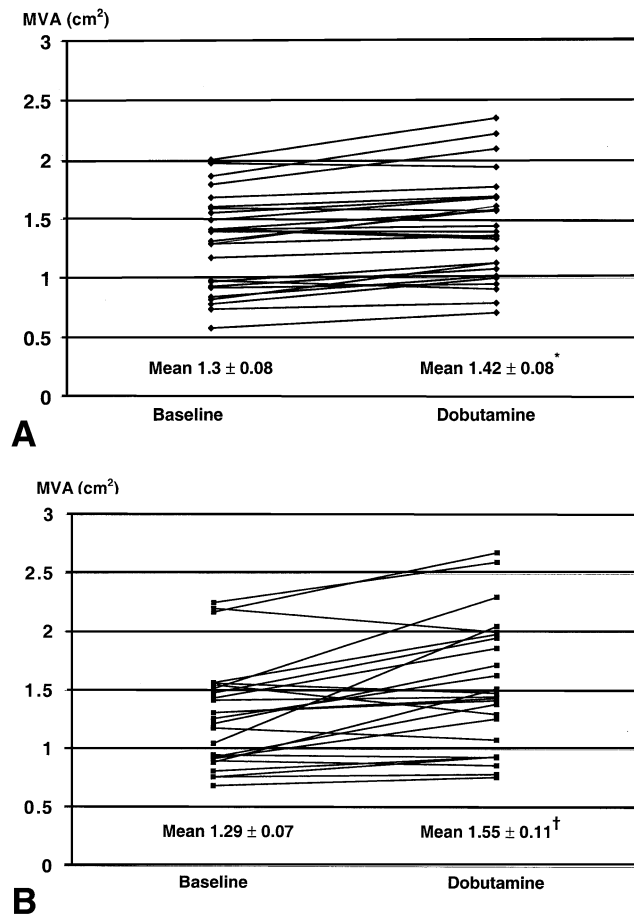 MVA (cm²)
3
2.5
2
1.5
1
0.5
0
Mean 1.3 ± 0.08
Mean 1.42 ± 0.08*
Baseline
Dobutamine
A
MVA (cm²)
3
2.5
2
1.5
1
0.5
0
Mean 1.29 ± 0.07
Mean 1.55 ± 0.11†
Baseline
Dobutamine
B